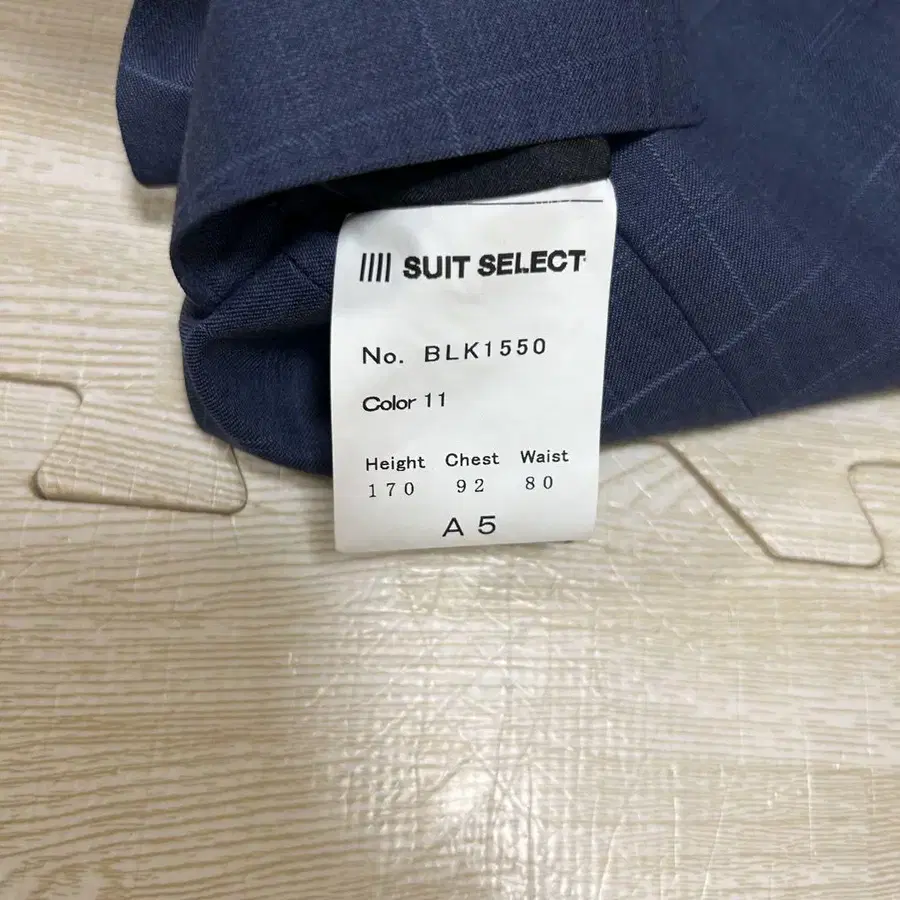 SUIT SELECT
No. BLK1550
Color 11
Height Chest Waist
170 92 80
A5